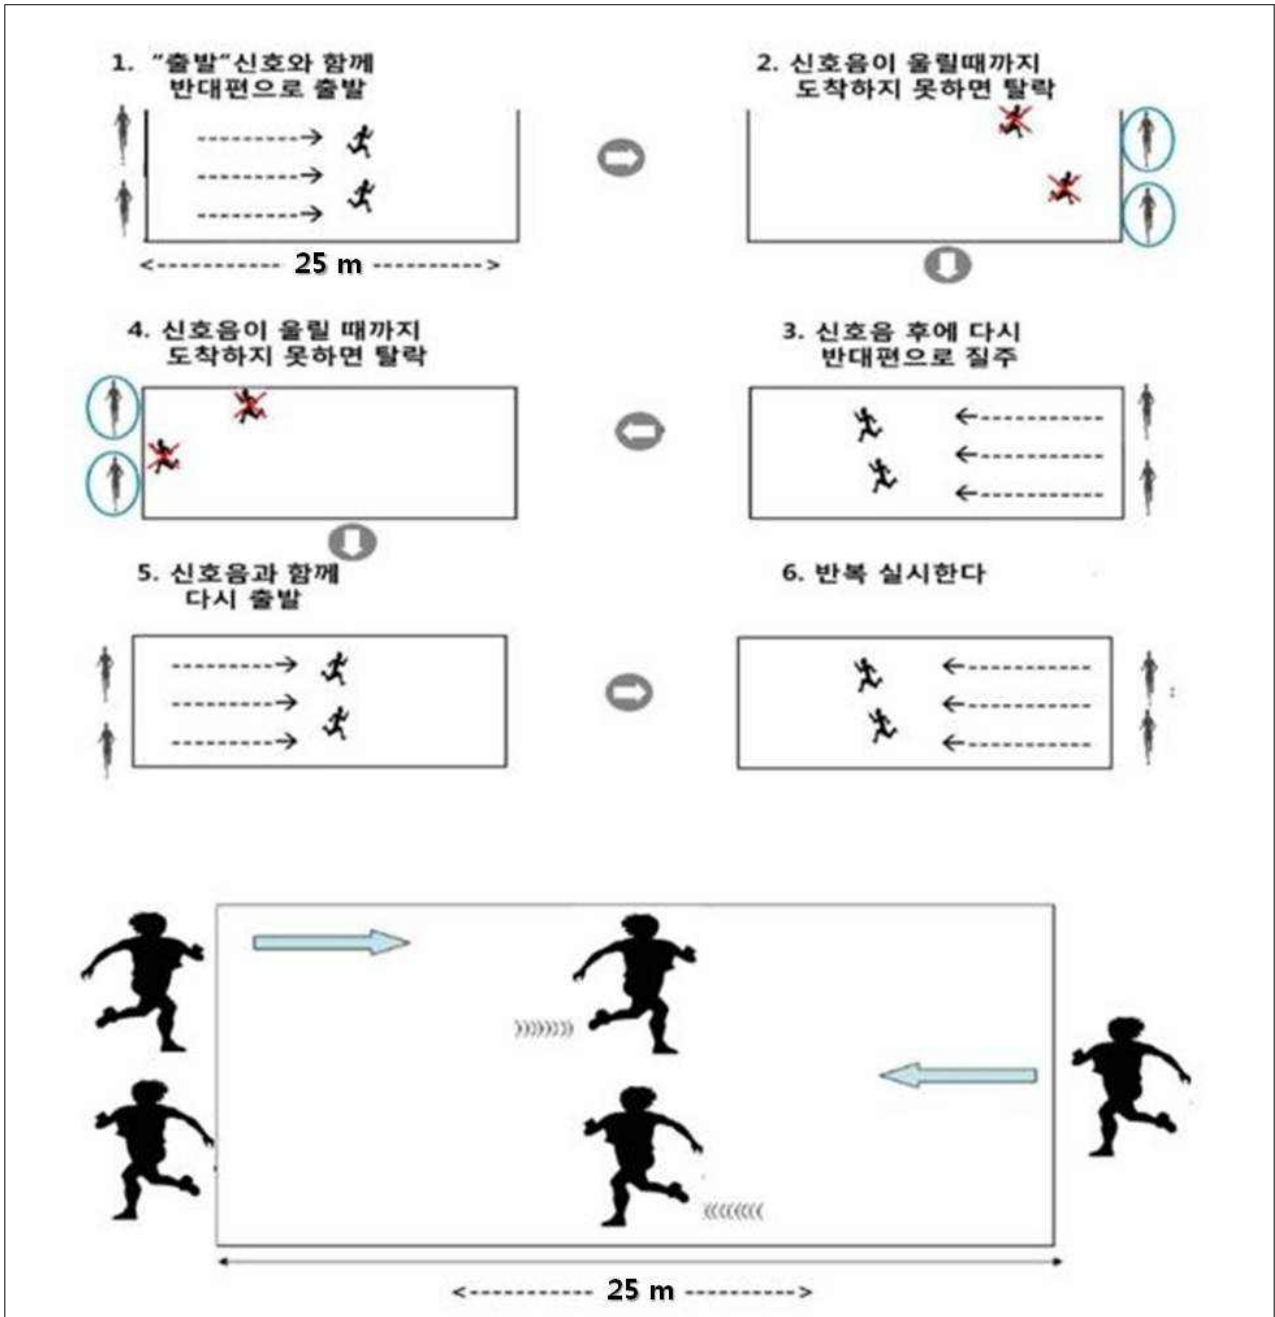 1. "출발"신호와 함께
반대편으로 출발
25 m
2. 신호음이 울릴때까지
도착하지 못하면 탈락
3. 신호음 후에 다시
반대편으로 질주
4. 신호음이 울릴 때까지
도착하지 못하면 탈락
5. 신호음과 함께
다시 출발
6. 반복 실시한다
25 m